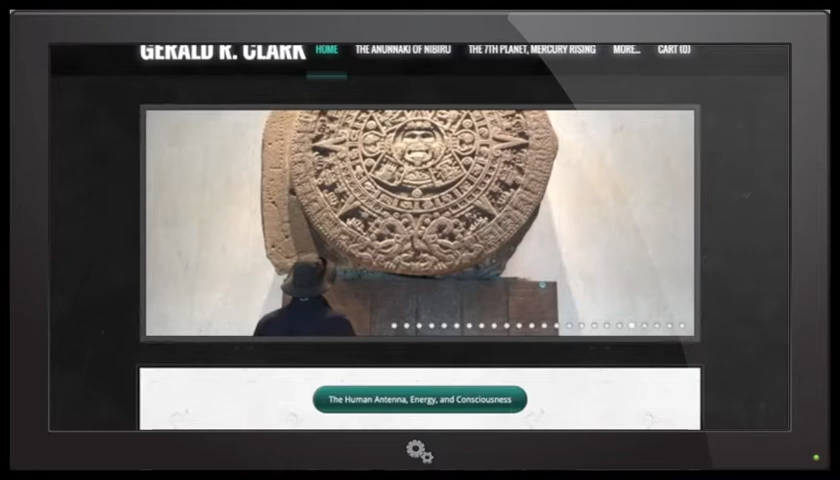 GERALD R. CLARK
HOME THE ANUNNAKI OF NIBIRU THE 7TH PLANET, MERCURY RISING MORE... CART (0)
The Human Antenna, Energy, and Consciousness